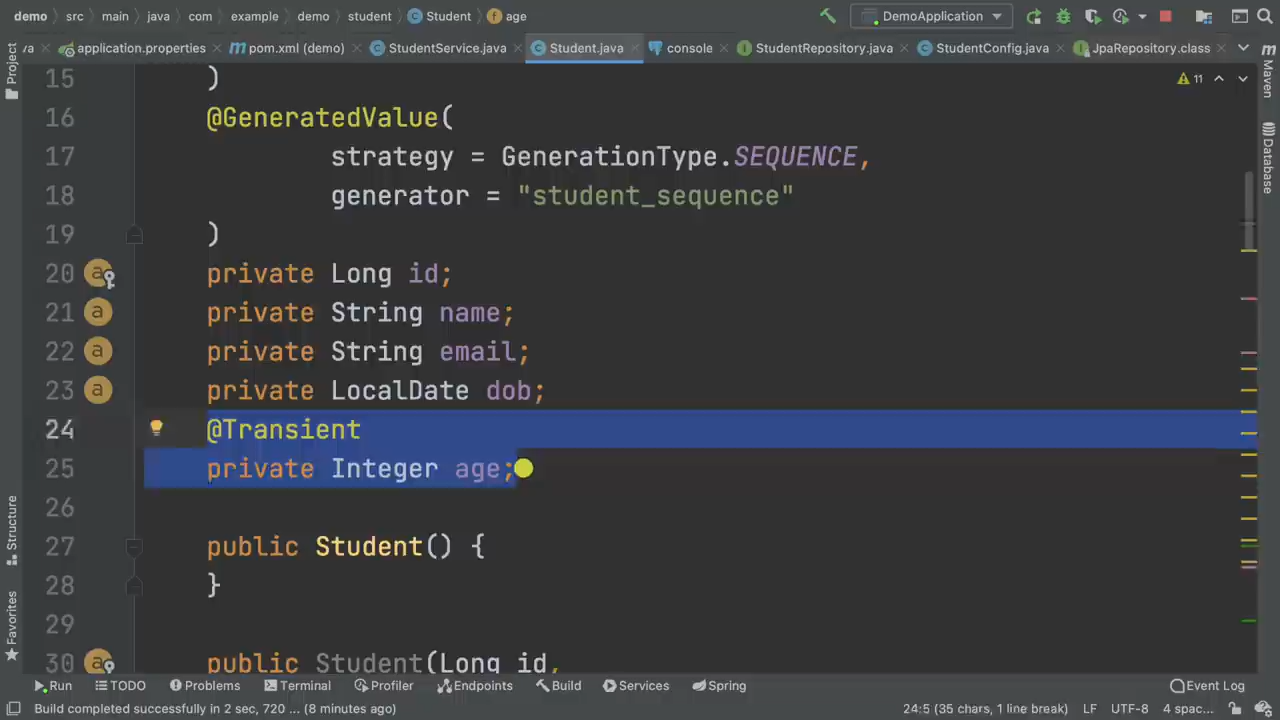 demo
src
main
java
com
example
demo
student
Student
age
DemoApplication
va
application.properties
pom.xml (demo)
StudentService.java
Student.java
console
StudentRepository.java
StudentConfig.java
JpaRepository.class
Project
Structure
Favorites
Maven
Database
11
15 )
16 @GeneratedValue(
17 strategy = GenerationType.SEQUENCE,
18 generator = "student_sequence"
19 )
20 private Long id;
21 private String name;
22 private String email;
23 private LocalDate dob;
24 @Transient
25 private Integer age;
26
27 public Student() {
28 }
29
30 public Student(Long id,
Run
TODO
Problems
Terminal
Profiler
Endpoints
Build
Services
Spring
Event Log
Build completed successfully in 2 sec, 720 ... (8 minutes ago)
24:5 (35 chars, 1 line break)
LF
UTF-8
4 spac...